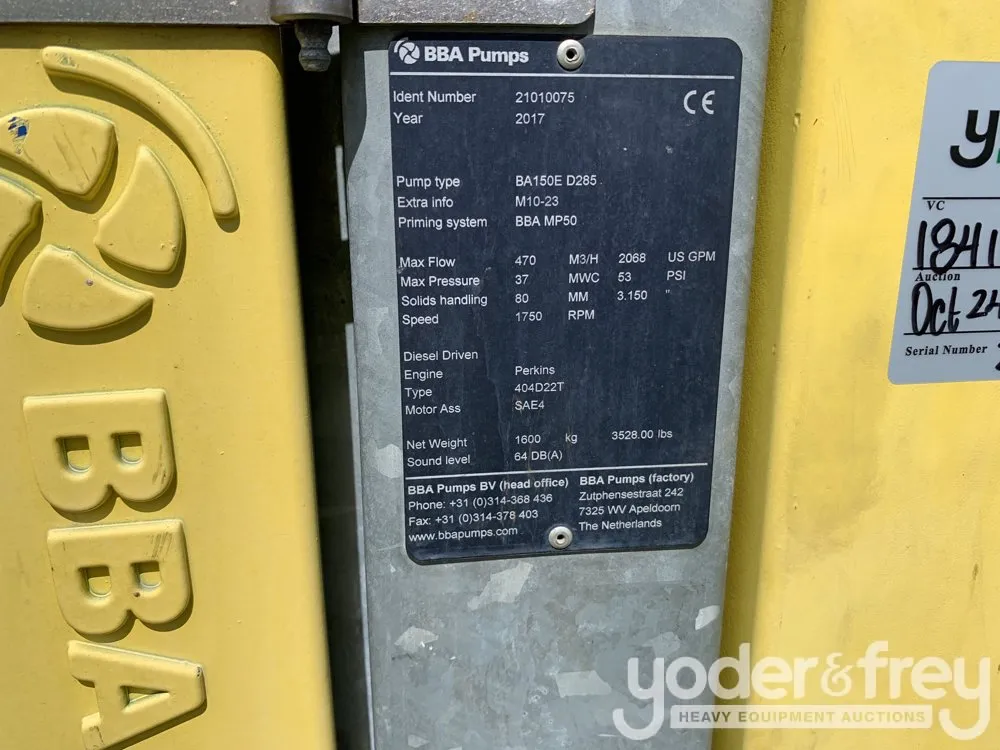 BBA Pumps
Ident Number 21010075 CE
Year 2017
Pump type BA150E D285
Extra info M10-23
Priming system BBA MP50
Max Flow 470 M3/H 2068 US GPM
Max Pressure 37 MWC 53 PSI
Solids handling 80 MM 3.150 "
Speed 1750 RPM
Diesel Driven
Engine Perkins
Type 404D22T
Motor Ass SAE4
Net Weight 1600 kg 3528.00 lbs
Sound level 64 DB(A)
BBA Pumps BV (head office)
Phone: +31 (0)314-368 436
Fax: +31 (0)314-378 403
www.bbapumps.com
BBA Pumps (factory)
Zutphensestraat 242
7325 WV Apeldoorn
The Netherlands
BBA
y
VC
1841
Auction
Oct 24
Serial Number
yoder&frey
HEAVY EQUIPMENT AUCTIONS